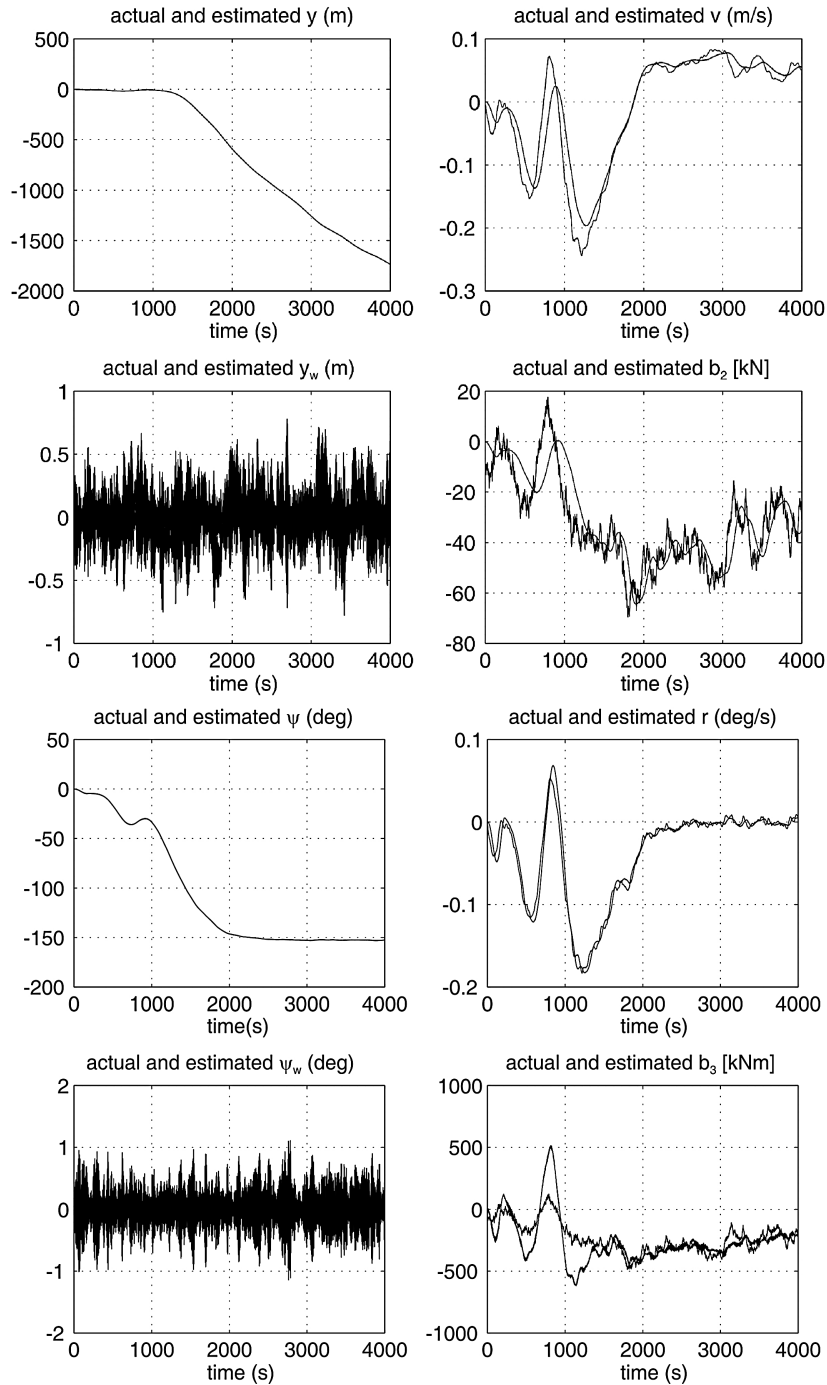 actual and estimated y (m)
500
0
-500
-1000
-1500
-2000
0 1000 2000 3000 4000
time (s)
actual and estimated v (m/s)
0.1
0
-0.1
-0.2
-0.3
0 1000 2000 3000 4000
time (s)
actual and estimated y_w (m)
1
0.5
0
-0.5
-1
0 1000 2000 3000 4000
time (s)
actual and estimated b_2 [kN]
20
0
-20
-40
-60
-80
0 1000 2000 3000 4000
time (s)
actual and estimated ψ (deg)
50
0
-50
-100
-150
-200
0 1000 2000 3000 4000
time(s)
actual and estimated r (deg/s)
0.1
0
-0.1
-0.2
0 1000 2000 3000 4000
time (s)
actual and estimated ψ_w (deg)
2
1
0
-1
-2
0 1000 2000 3000 4000
time (s)
actual and estimated b_3 [kNm]
1000
500
0
-500
-1000
0 1000 2000 3000 4000
time (s)